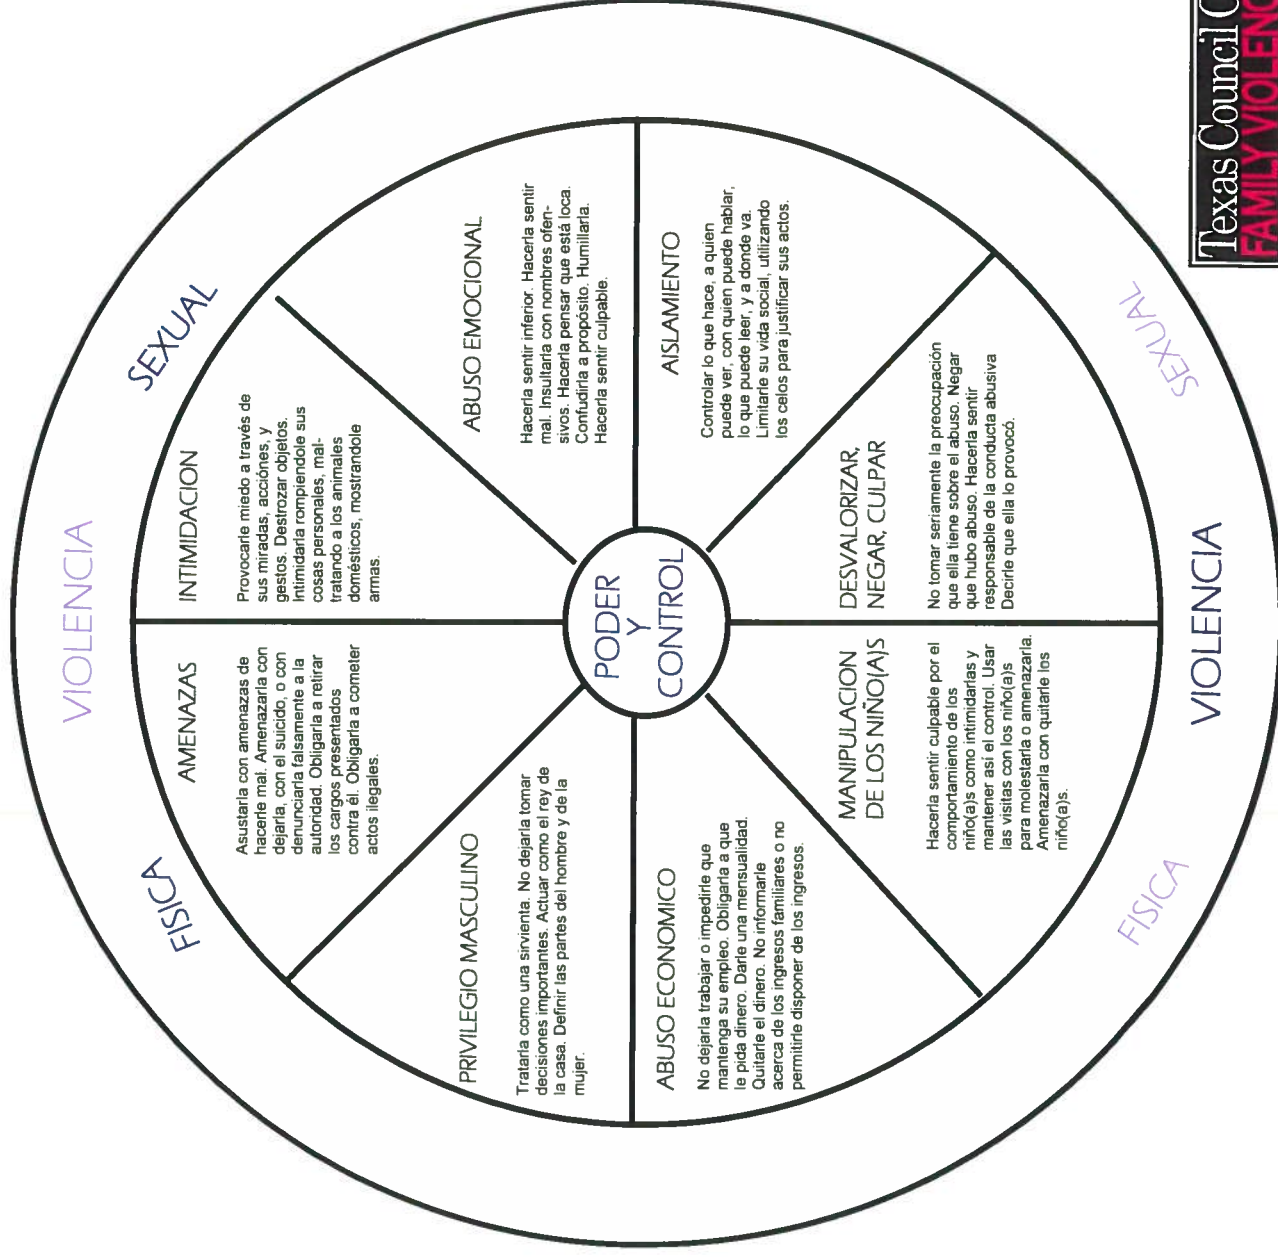 VIOLENCIA
FISICA
SEXUAL
AMENAZAS
Asustarla con amenazas de
hacerle mal. Amenazarla con
dejarla, con el suicido, o con
denunciarla falsamente a la
autoridad. Obligarla a retirar
los cargos presentados
contra él. Obligarla a cometer
actos ilegales.
INTIMIDACION
Provocarle miedo a través de
sus miradas, acciónes, y
gestos. Destrozar objetos.
Intimidarla rompiendole sus
cosas personales, mal-
tratando a los animales
domésticos, mostrandole
armas.
PRIVILEGIO MASCULINO
Tratarla como una sirvienta. No dejarla tomar
decisiones importantes. Actuar como el rey de
la casa. Definir las partes del hombre y de la
mujer.
ABUSO EMOCIONAL
Hacerla sentir inferior. Hacerla sentir
mal. Insultarla con nombres ofen-
sivos. Hacerla pensar que está loca.
Confudirla a propósito. Humillarla.
Hacerla sentir culpable.
PODER
Y
CONTROL
ABUSO ECONOMICO
No dejarla trabajar o impedirle que
mantenga su empleo. Obligarla a que
le pida dinero. Darle una mensualidad.
Quitarle el dinero. No informarle
acerca de los ingresos familiares o no
permitirle disponer de los ingresos.
AISLAMIENTO
Controlar lo que hace, a quien
puede ver, con quien puede hablar,
lo que puede leer, y a donde va.
Limitarle su vida social, utilizando
los celos para justificar sus actos.
MANIPULACION
DE LOS NIÑO(A)S
Hacerla sentir culpable por el
comportamiento de los
niño(a)s como intimidarlas y
mantener así el control. Usar
las visitas con los niño(a)s
para molestarla o amenazarla.
Amenazarla con quitarle los
niño(a)s.
DESVALORIZAR,
NEGAR, CULPAR
No tomar seriamente la preocupación
que ella tiene sobre el abuso. Negar
que hubo abuso. Hacerla sentir
responsable de la conducta abusiva
Decirle que ella lo provocó.
FISICA
SEXUAL
VIOLENCIA
Texas Council
FAMILY